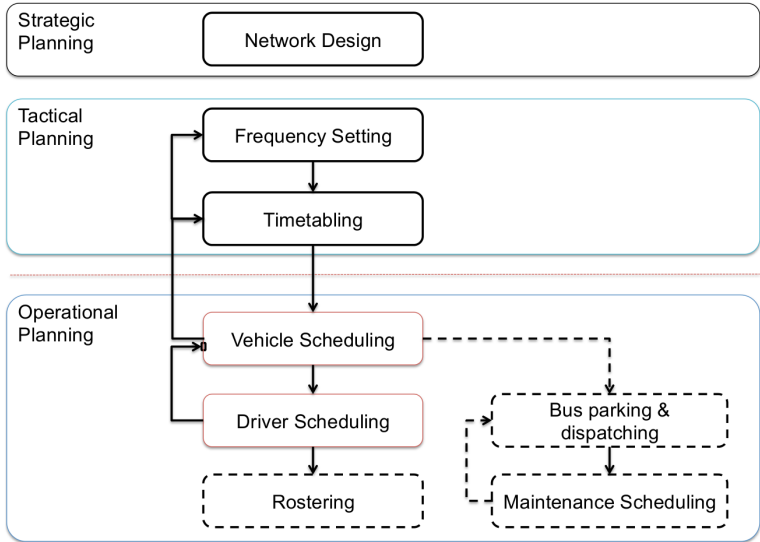 Strategic
Planning
Network Design
Tactical
Planning
Frequency Setting
Timetabling
Operational
Planning
Vehicle Scheduling
Driver Scheduling
Bus parking &
dispatching
Rostering
Maintenance Scheduling